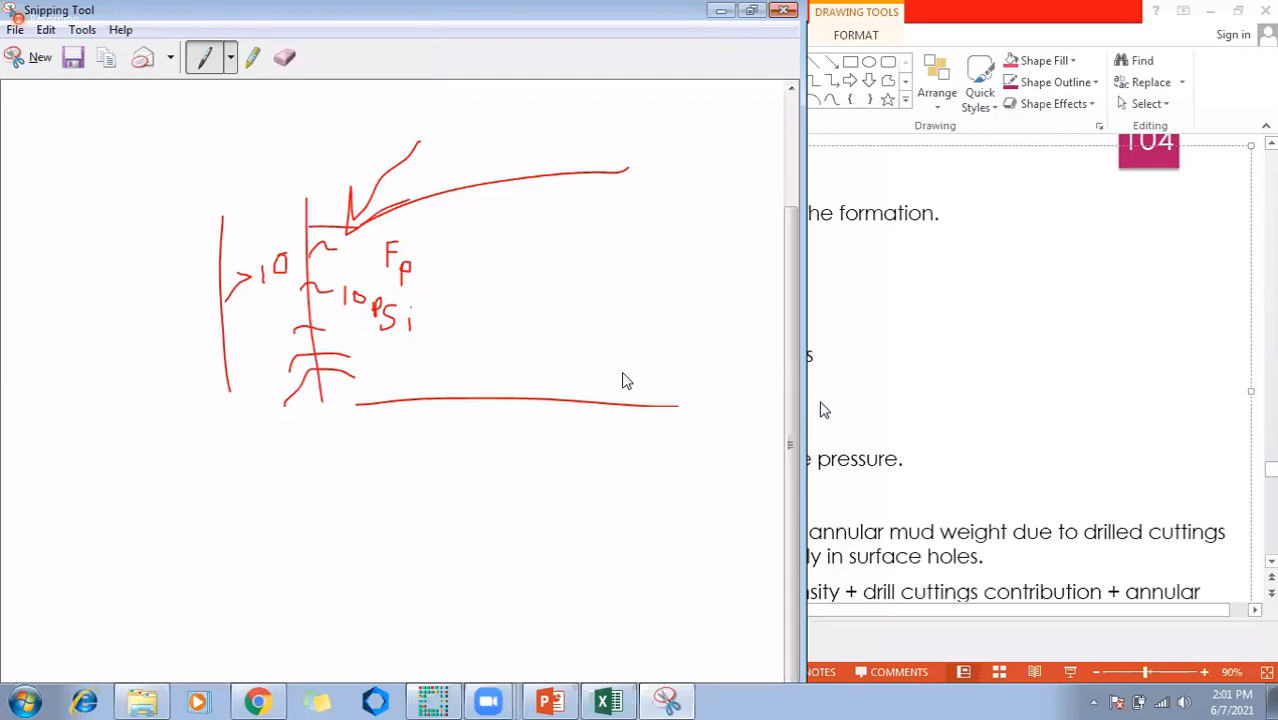 Snipping Tool
File Edit Tools Help
New
F
P
> 10
10 PSi
DRAWING TOOLS
FORMAT
Sign in
Arrange
Quick
Styles
Shape Fill
Shape Outline
Shape Effects
Find
Replace
Select
Drawing
Editing
104
he formation.
s
e pressure.
annular mud weight due to drilled cuttings
ly in surface holes.
sity + drill cuttings contribution + annular
NOTES
COMMENTS
90%
2:01 PM
6/7/2021